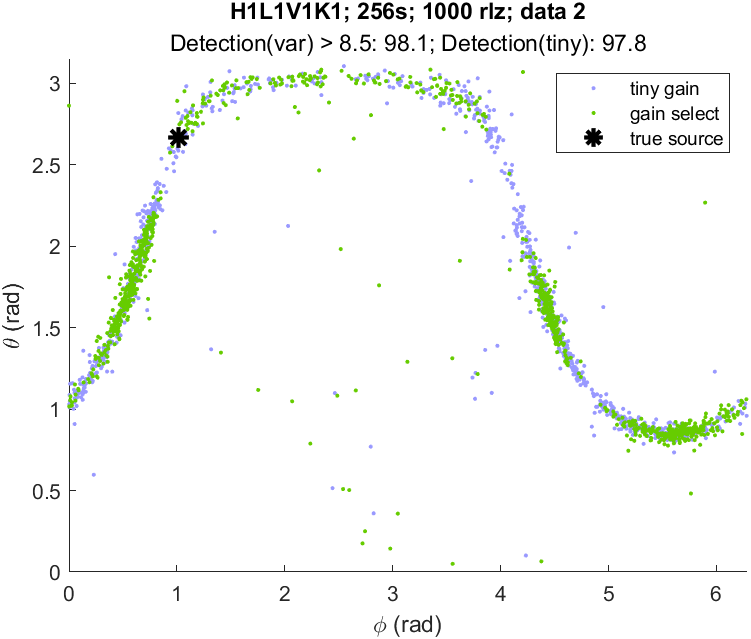 H1L1V1K1; 256s; 1000 rlz; data 2
Detection(var) > 8.5: 98.1; Detection(tiny): 97.8
tiny gain
gain select
true source
3
2.5
2
1.5
1
0.5
0
θ (rad)
0 1 2 3 4 5 6
ϕ (rad)